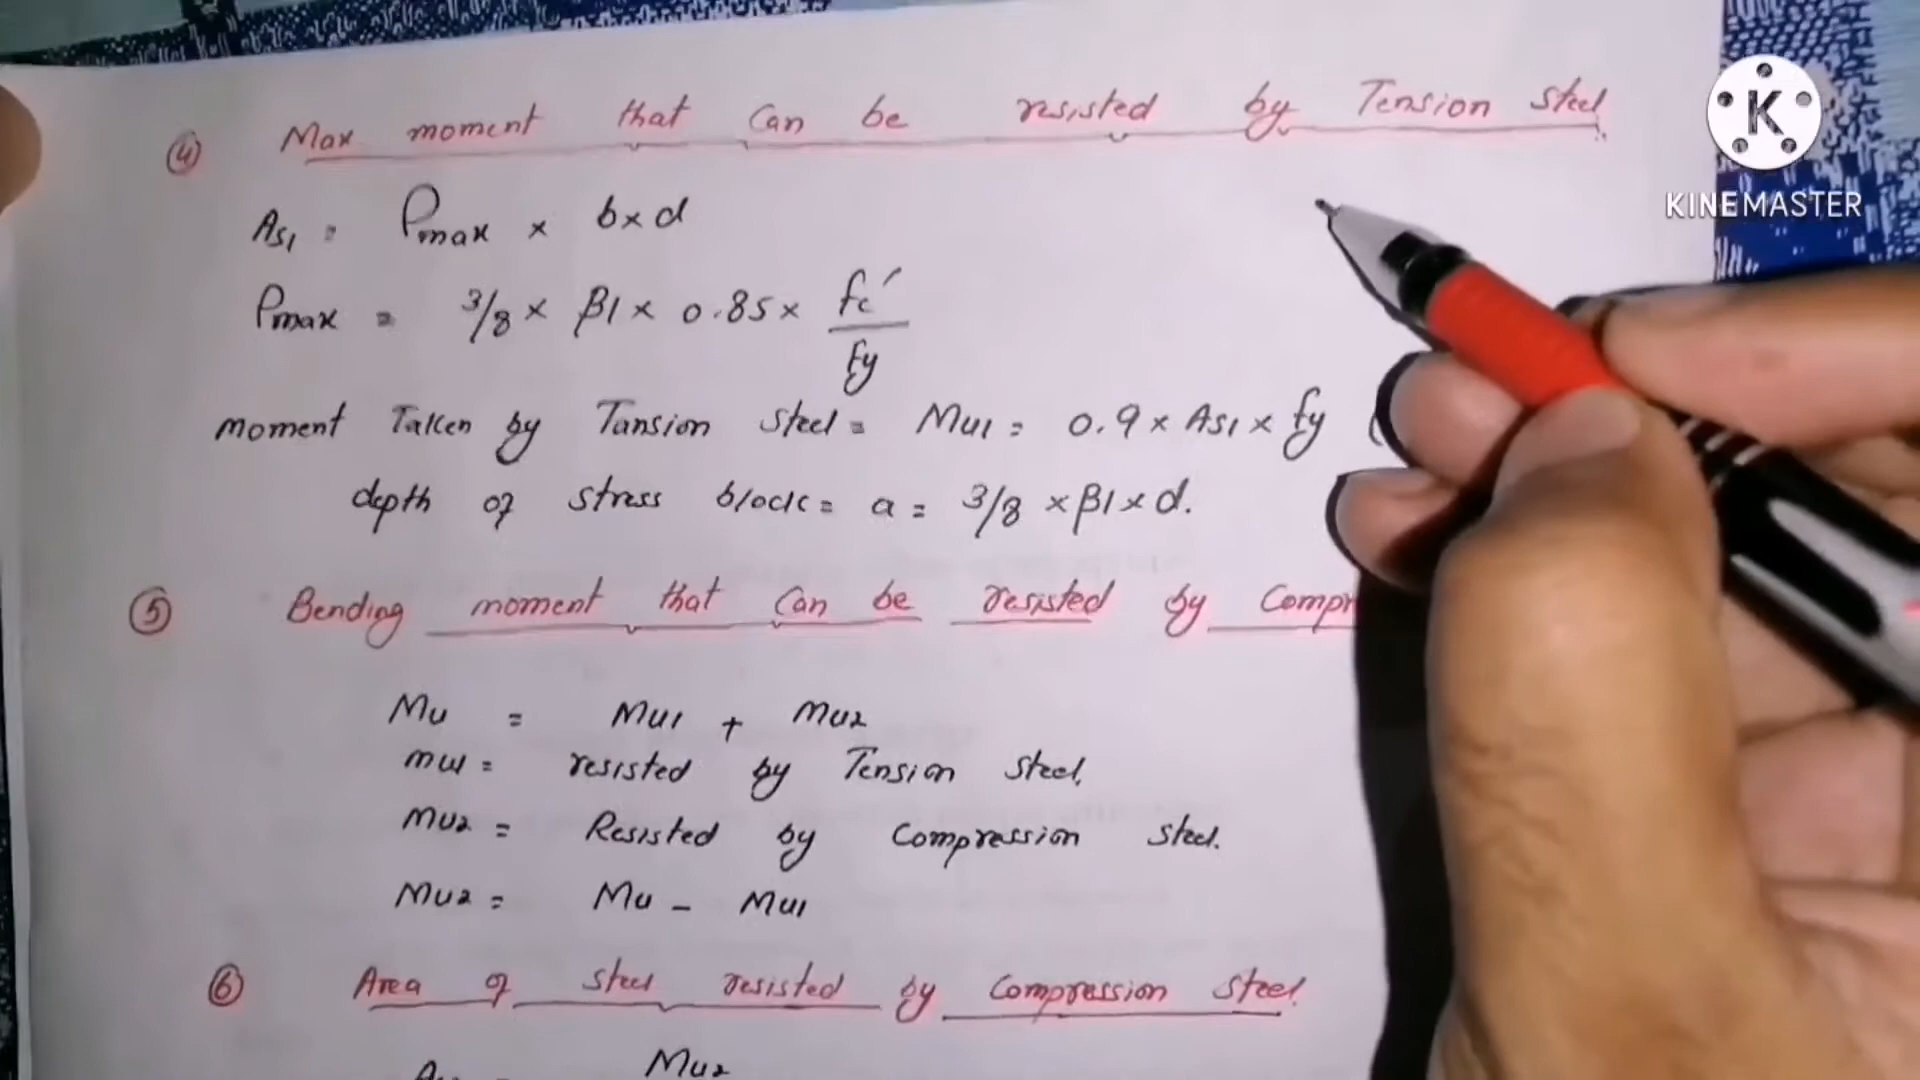 ④ Max moment that Can be resisted by Tension Steel
As1 = ρmax × b×d
ρmax = 3/8 × β1 × 0.85 × fc'/fy
moment Taken by Tansion Steel = Mu1 = 0.9 × As1 × fy (
depth of stress block = a = 3/8 × β1 × d.
⑤ Bending moment that Can be resisted by Compr
Mu = Mu1 + Mu2
mu1 = resisted by Tension Steel.
Mu2 = Resisted by Compression Steel.
Mu2 = Mu - Mu1
⑥ Area of Steel resisted by Compression Steel.
Mu2
K
KINEMASTER